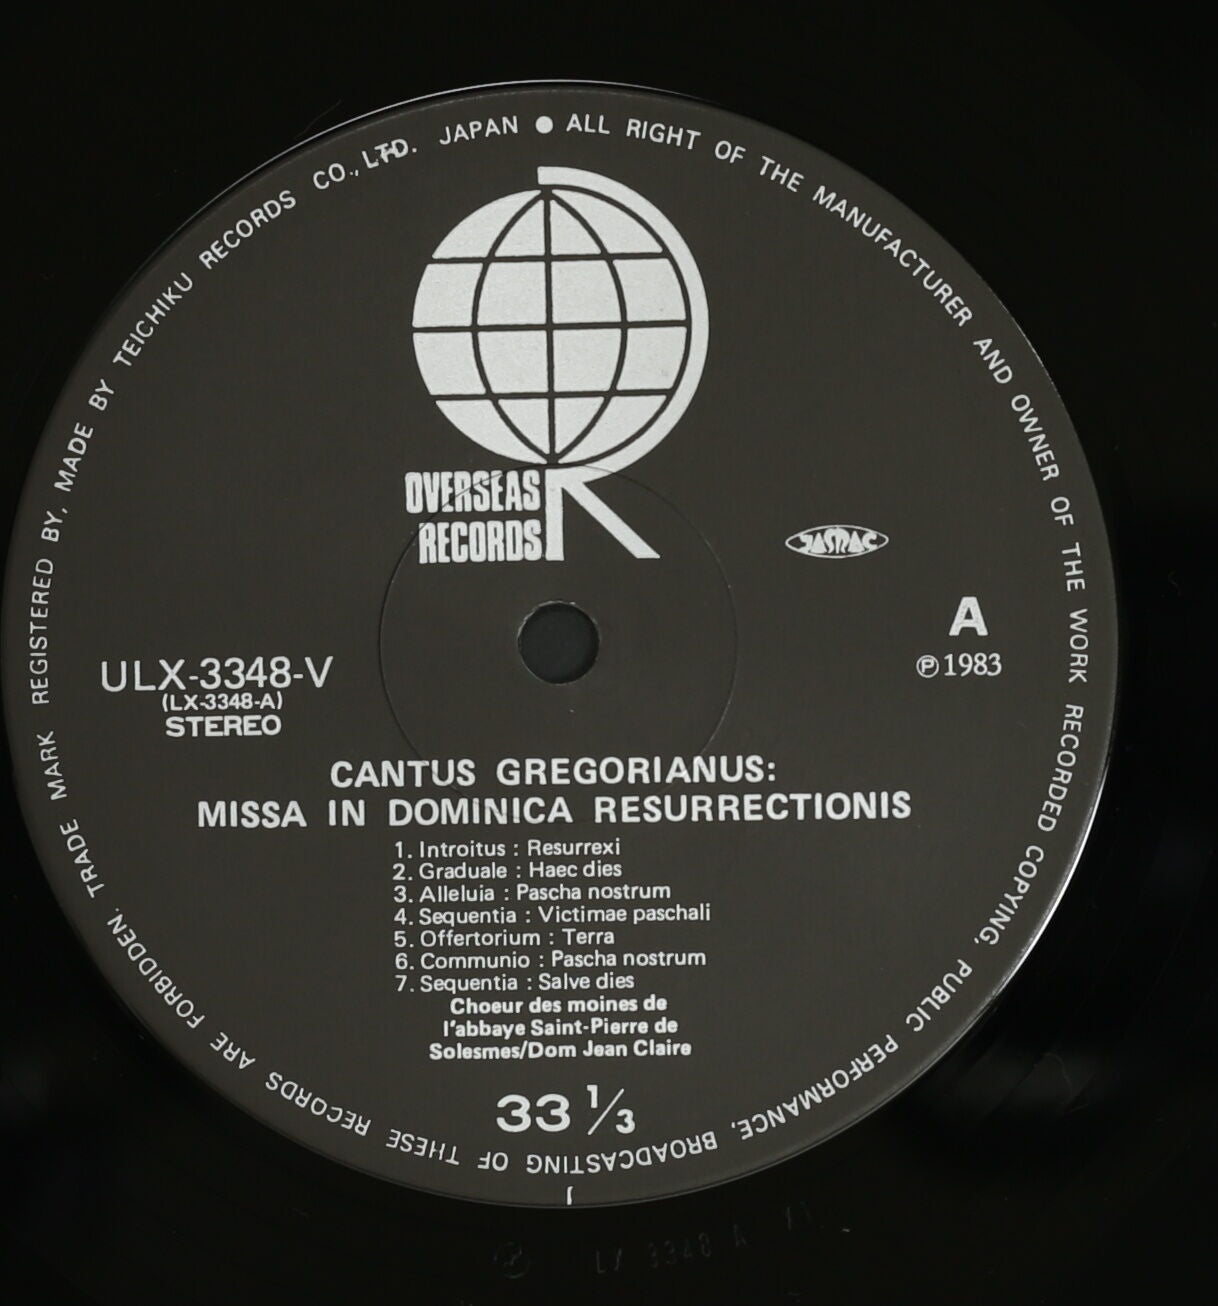 ALL RIGHT OF THE MANUFACTURER AND OWNER OF THE WORK RECORDED COPYING, PUBLIC PERFORMANCE, BROADCASTING OF THESE RECORDS ARE FORBIDDEN. TRADE MARK REGISTERED BY, MADE BY TEICHIKU RECORDS CO., LTD. JAPAN ●
OVERSEAS
RECORDS
JASRAC
A
℗ 1983
ULX-3348-V
(LX-3348-A)
STEREO
CANTUS GREGORIANUS:
MISSA IN DOMINICA RESURRECTIONIS
1. Introitus : Resurrexi
2. Graduale : Haec dies
3. Alleluia : Pascha nostrum
4. Sequentia : Victimae paschali
5. Offertorium : Terra
6. Communio : Pascha nostrum
7. Sequentia : Salve dies
Choeur des moines de
l'abbaye Saint-Pierre de
Solesmes/Dom Jean Claire
33 1/3
J
LX 3348 A